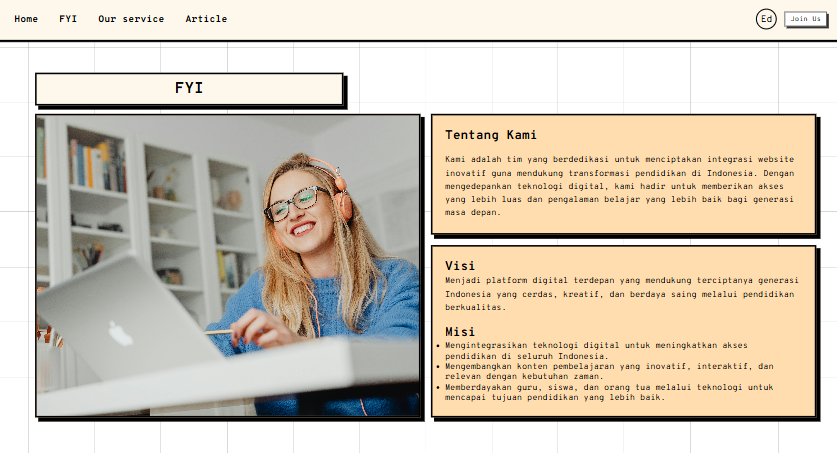 Home FYI Our service Article Ed Join Us
FYI
Tentang Kami
Kami adalah tim yang berdedikasi untuk menciptakan integrasi website
inovatif guna mendukung transformasi pendidikan di Indonesia. Dengan
mengedepankan teknologi digital, kami hadir untuk memberikan akses
yang lebih luas dan pengalaman belajar yang lebih baik bagi generasi
masa depan.
Visi
Menjadi platform digital terdepan yang mendukung terciptanya generasi
Indonesia yang cerdas, kreatif, dan berdaya saing melalui pendidikan
berkualitas.
Misi
• Mengintegrasikan teknologi digital untuk meningkatkan akses
pendidikan di seluruh Indonesia.
• Mengembangkan konten pembelajaran yang inovatif, interaktif, dan
relevan dengan kebutuhan zaman.
• Memberdayakan guru, siswa, dan orang tua melalui teknologi untuk
mencapai tujuan pendidikan yang lebih baik.